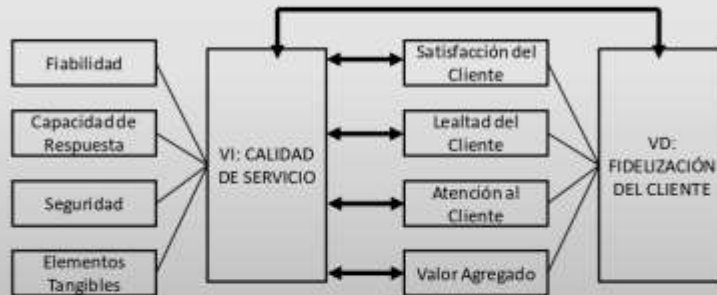 Fiabilidad
Capacidad de
Respuesta
Seguridad
Elementos
Tangibles
VI: CALIDAD
DE SERVICIO
Satisfacción del
Cliente
Lealtad del
Cliente
Atención al
Cliente
Valor Agregado
VD:
FIDELIZACIÓN
DEL CLIENTE